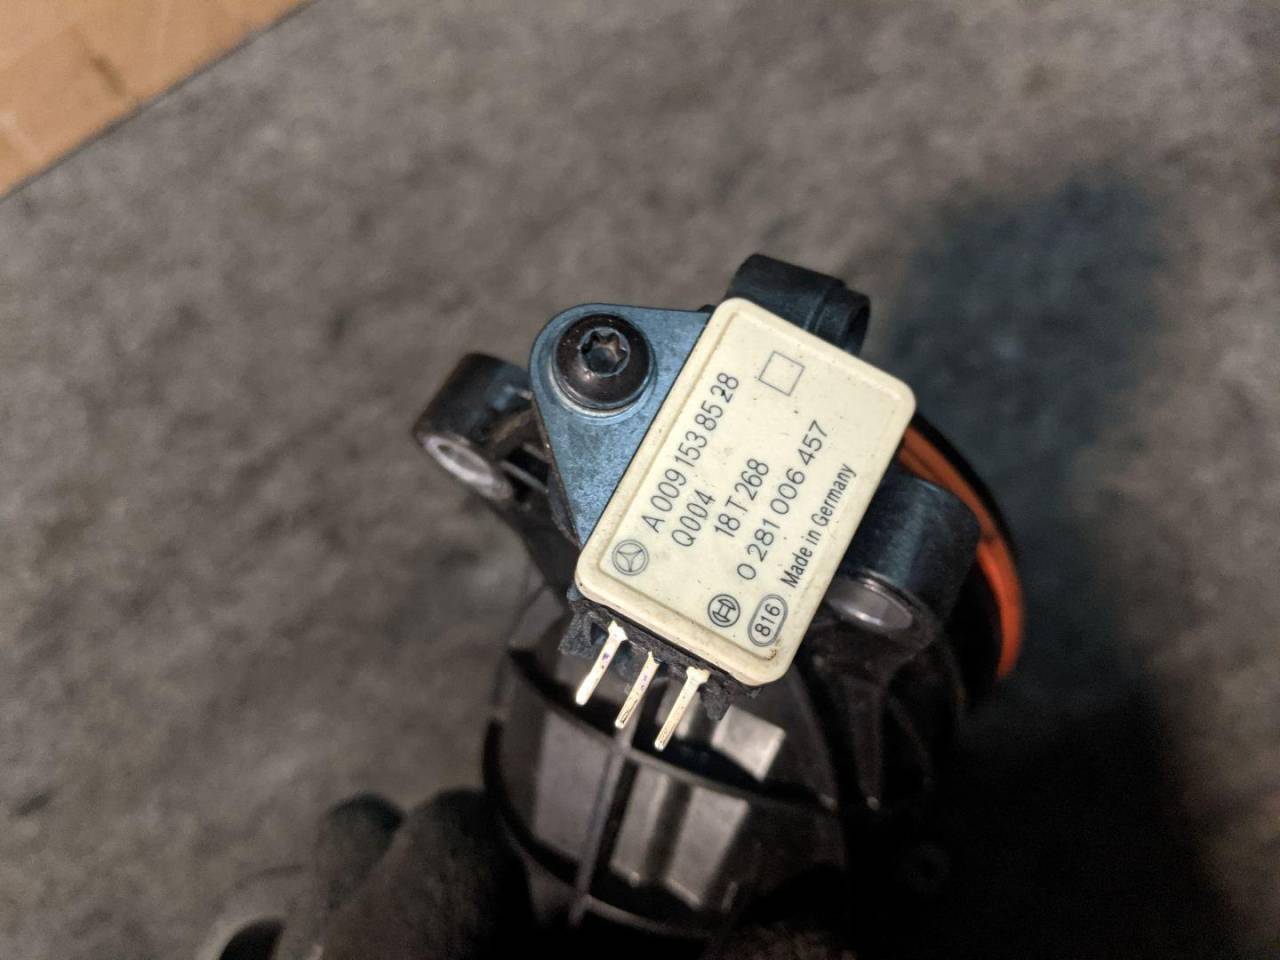 A 009 153 85 28
Q004
18T268
0 281 006 457
816 Made in Germany